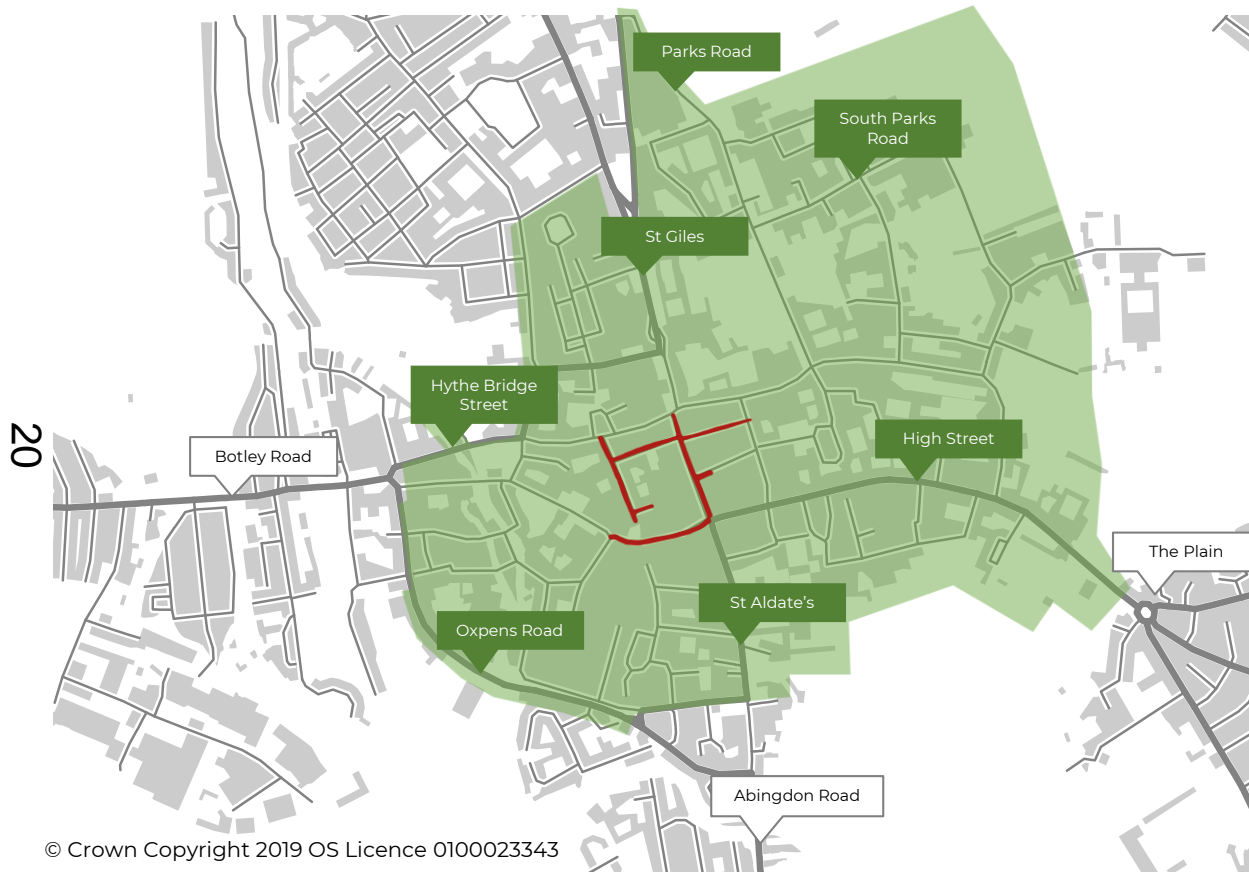 Parks Road
South Parks
Road
St Giles
Hythe Bridge
Street
Botley Road
High Street
20
The Plain
St Aldate's
Oxpens Road
Abingdon Road
© Crown Copyright 2019 OS Licence 0100023343